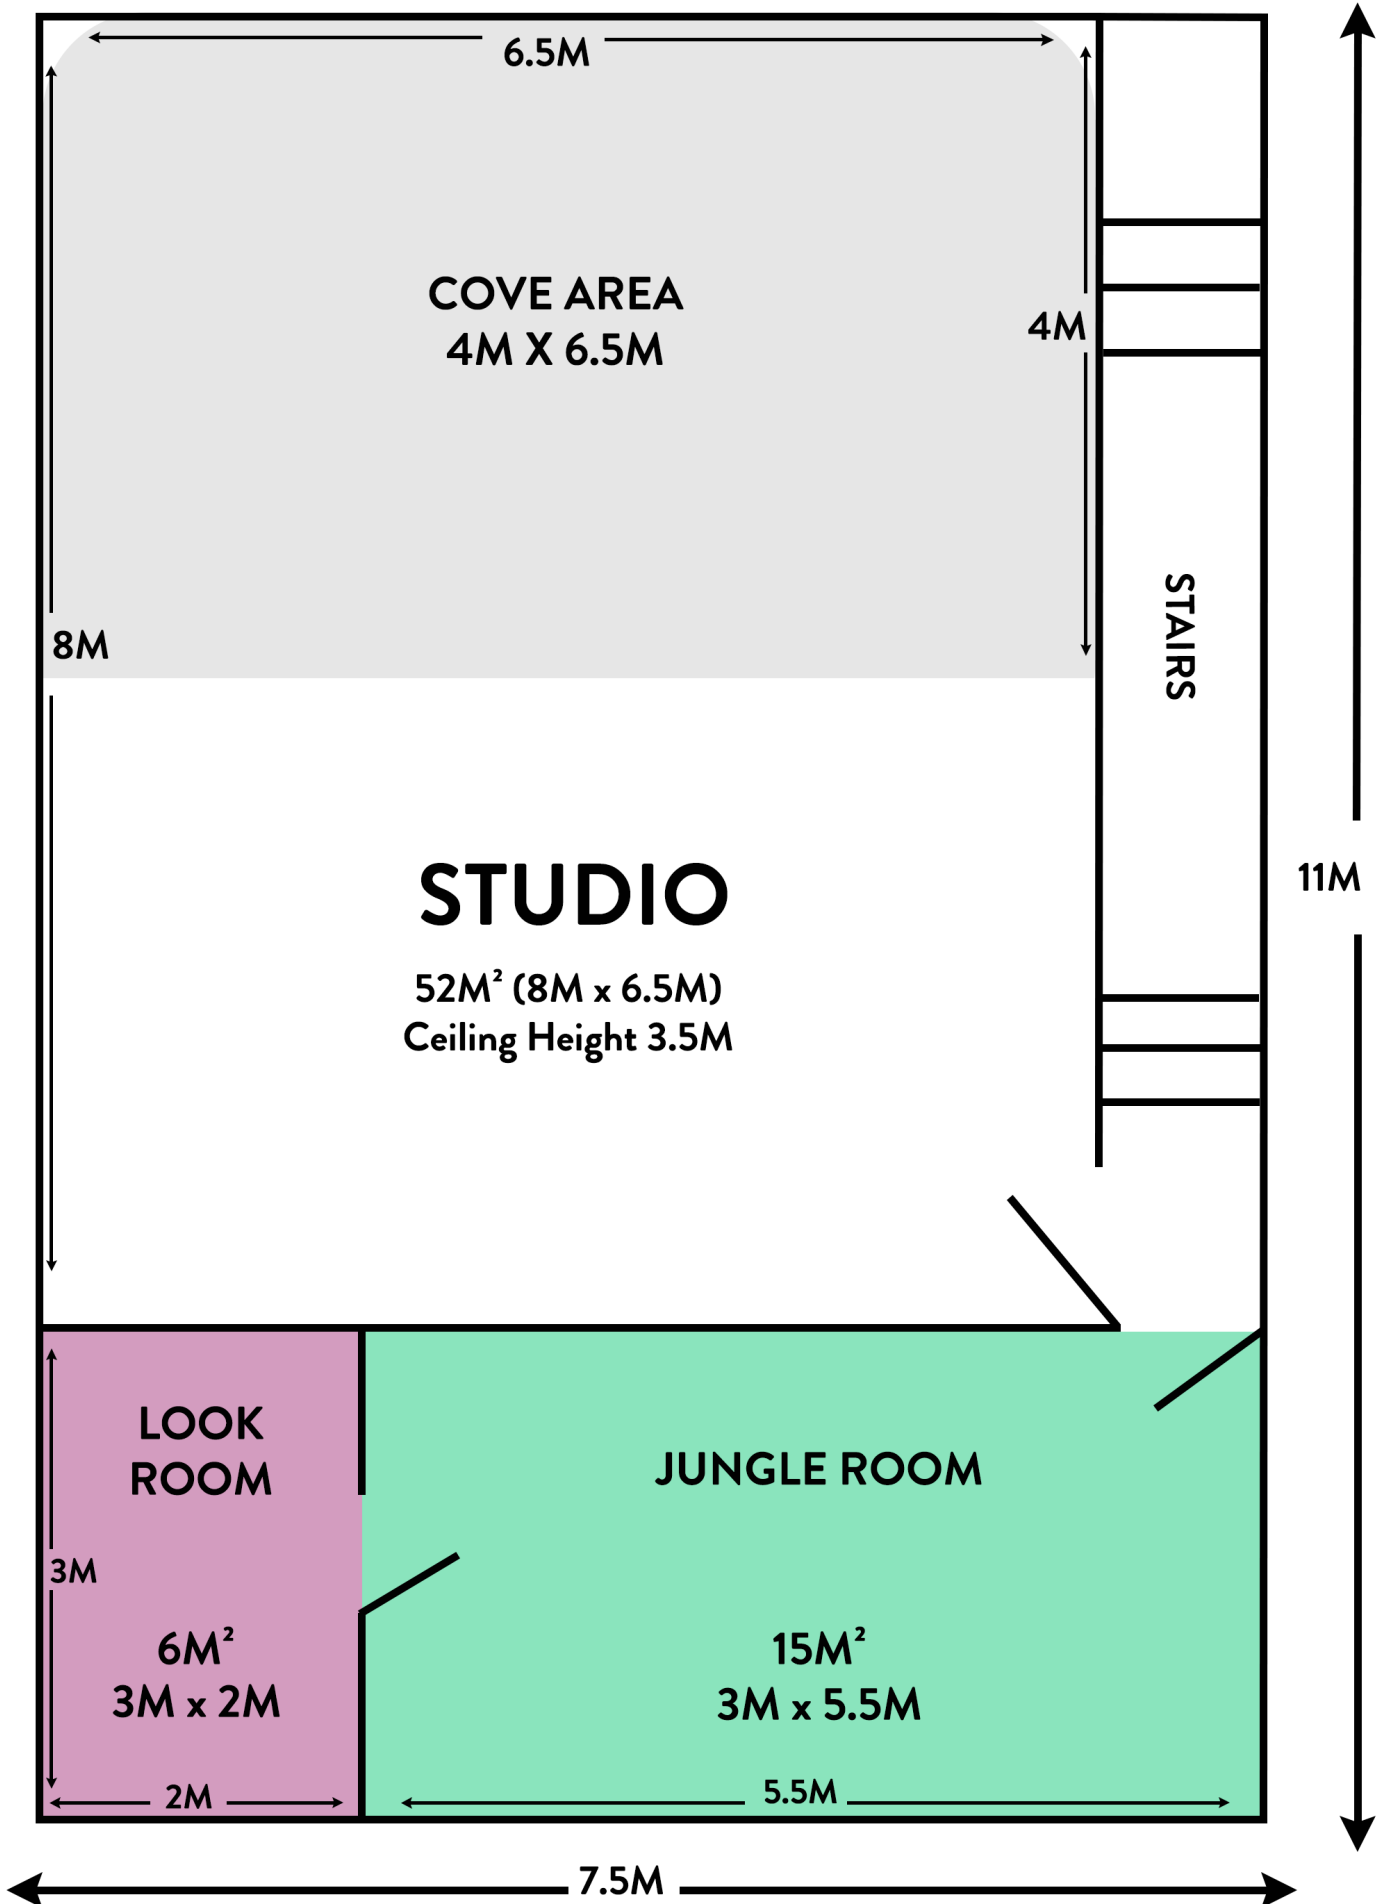 6.5M
COVE AREA
4M X 6.5M
4M
8M
STAIRS
11M
STUDIO
52M² (8M x 6.5M)
Ceiling Height 3.5M
LOOK
ROOM
JUNGLE ROOM
3M
6M²
3M x 2M
15M²
3M x 5.5M
2M
5.5M
7.5M